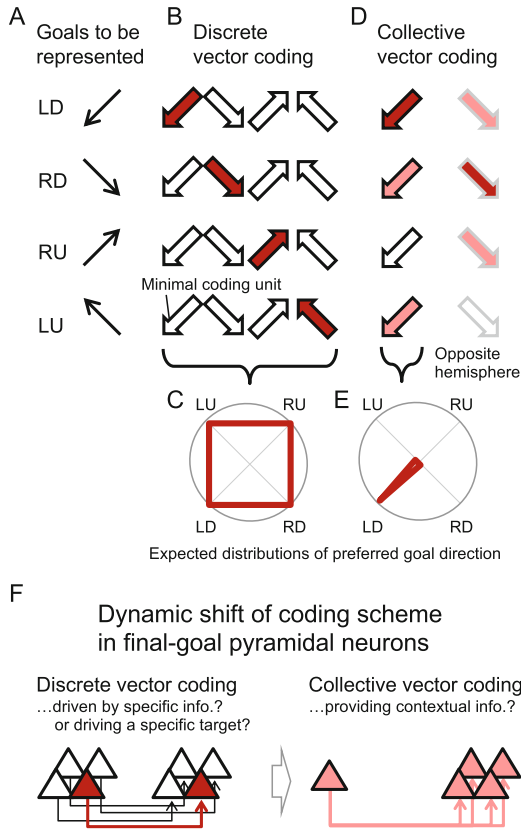 A
Goals to be
represented
B
Discrete
vector coding
D
Collective
vector coding
LD
RD
RU
Minimal coding unit
LU
Opposite
hemisphere
C
LU
RU
LD
RD
E
LU
RU
LD
RD
Expected distributions of preferred goal direction
F
Dynamic shift of coding scheme
in final-goal pyramidal neurons
Discrete vector coding
…driven by specific info.?
or driving a specific target?
Collective vector coding
…providing contextual info.?